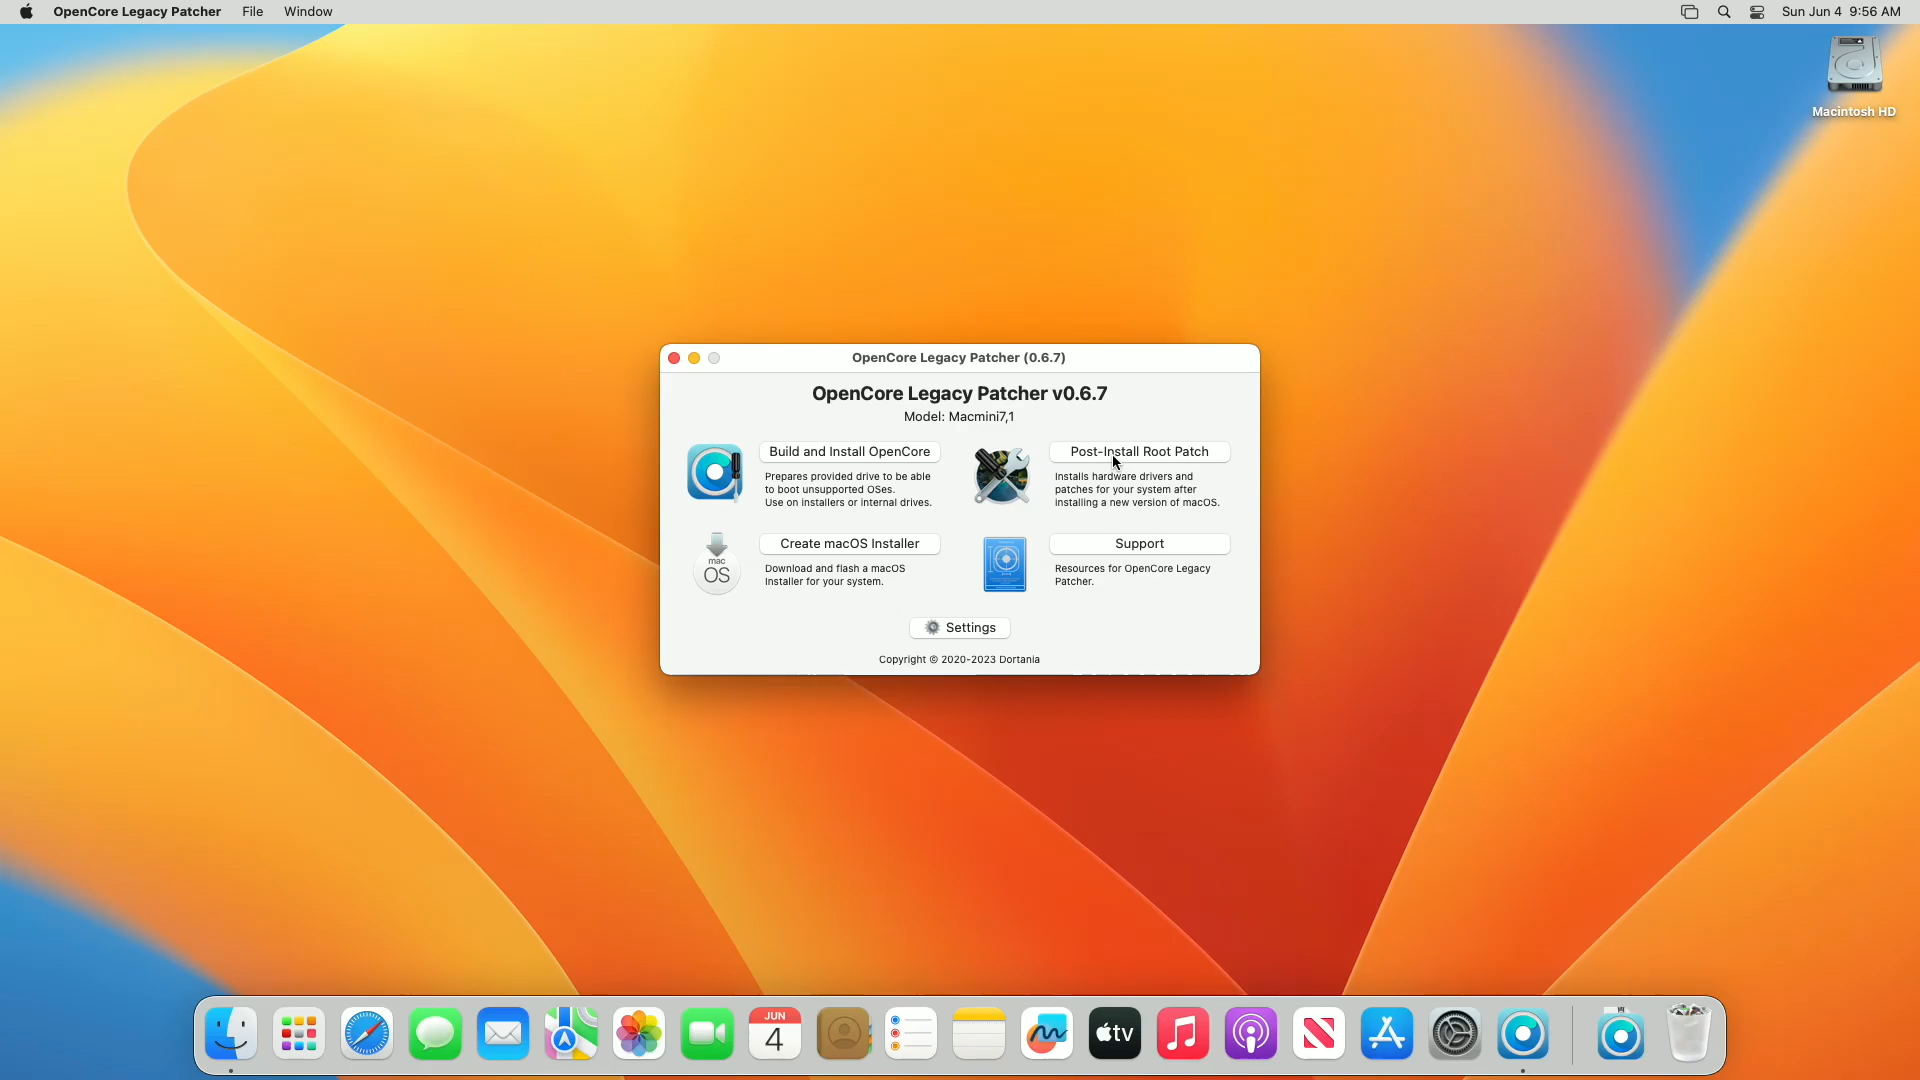 OpenCore Legacy Patcher File Window Sun Jun 4 9:56 AM
Macintosh HD
OpenCore Legacy Patcher (0.6.7)
OpenCore Legacy Patcher v0.6.7
Model: Macmini7,1
Build and Install OpenCore
Prepares provided drive to be able
to boot unsupported OSes.
Use on installers or internal drives.
Post-Install Root Patch
Installs hardware drivers and
patches for your system after
installing a new version of macOS.
mac
OS
Create macOS Installer
Download and flash a macOS
Installer for your system.
Support
Resources for OpenCore Legacy
Patcher.
Settings
Copyright © 2020-2023 Dortania
JUN
4
tv